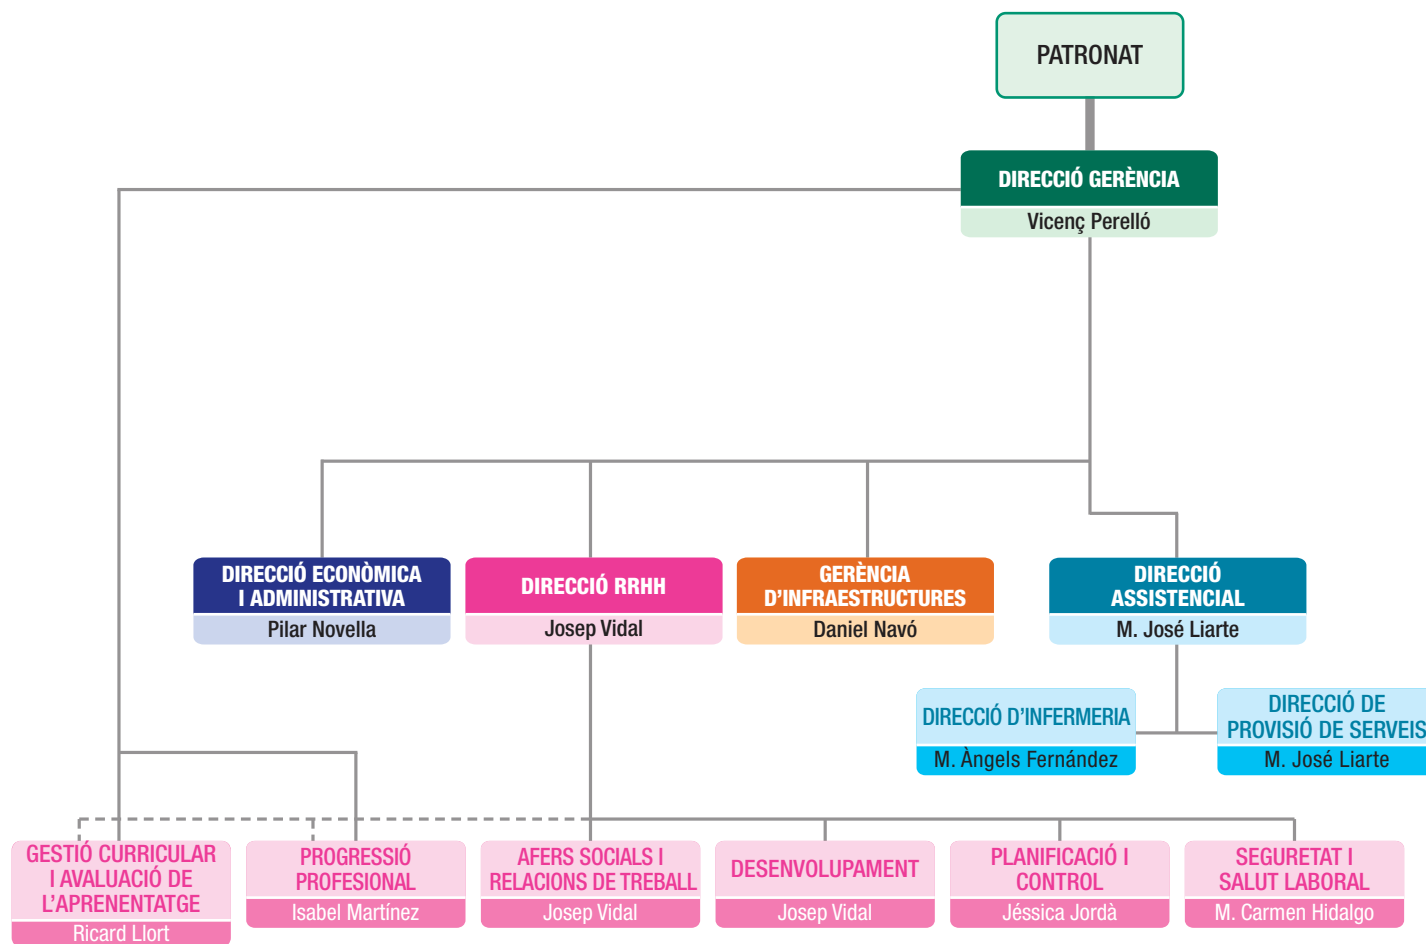 PATRONAT
DIRECCIÓ GERÈNCIA
Vicenç Perelló
DIRECCIÓ ECONÒMICA
I ADMINISTRATIVA
Pilar Novella
DIRECCIÓ RRHH
Josep Vidal
GERÈNCIA
D'INFRAESTRUCTURES
Daniel Navó
DIRECCIÓ
ASSISTENCIAL
M. José Liarte
DIRECCIÓ D'INFERMERIA
M. Àngels Fernández
DIRECCIÓ DE
PROVISIÓ DE SERVEIS
M. José Liarte
GESTIÓ CURRICULAR
I AVALUACIÓ DE
L'APRENENTATGE
Ricard Llort
PROGRESSIÓ
PROFESIONAL
Isabel Martínez
AFERS SOCIALS I
RELACIONS DE TREBALL
Josep Vidal
DESENVOLUPAMENT
Josep Vidal
PLANIFICACIÓ I
CONTROL
Jéssica Jordà
SEGURETAT I
SALUT LABORAL
M. Carmen Hidalgo